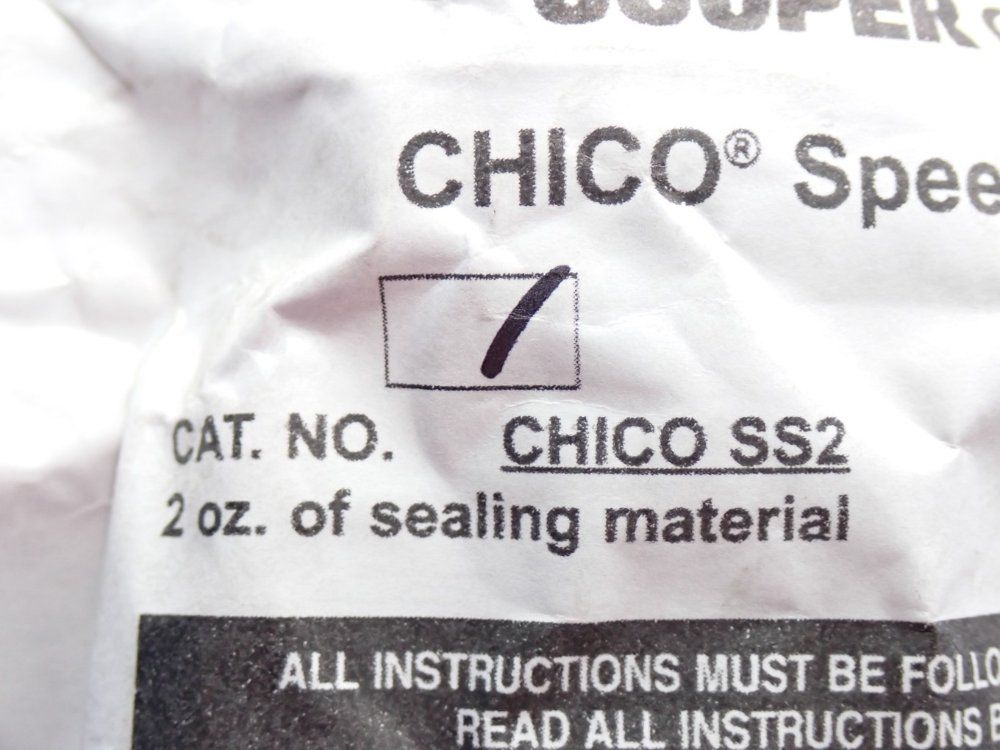 COOPER
CHICO® Spee
CAT. NO. CHICO SS2
2 oz. of sealing material
ALL INSTRUCTIONS MUST BE FOLLO
READ ALL INSTRUCTIONS